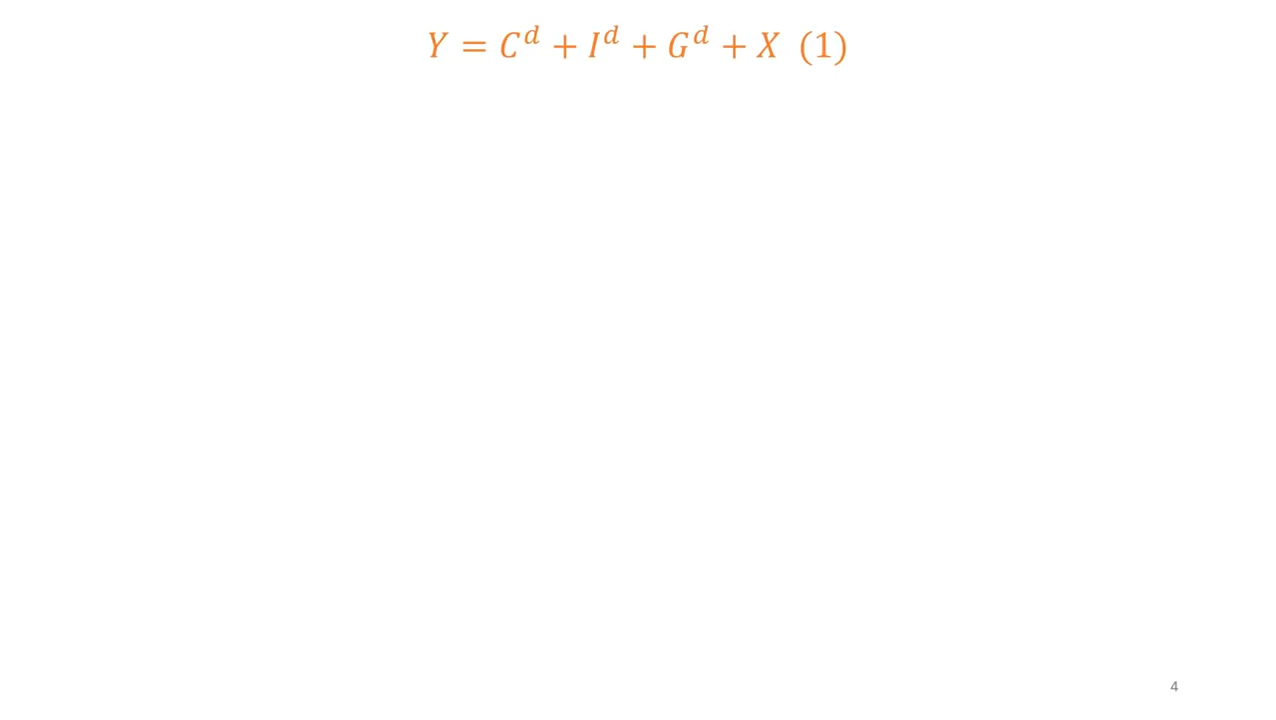 Y = C^d + I^d + G^d + X (1)
4